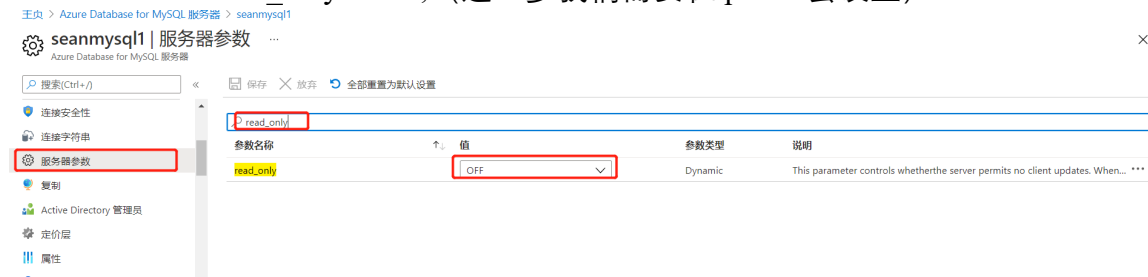 主页 > Azure Database for MySQL 服务器 > seanmysql1
seanmysql1 | 服务器参数 ...
Azure Database for MySQL 服务器
搜索(Ctrl+/)
«
保存
放弃
全部重置为默认设置
连接安全性
连接字符串
服务器参数
复制
Active Directory 管理员
定价层
属性
read_only
参数名称 ↑↓ 值 参数类型 说明
read_only OFF Dynamic This parameter controls whetherthe server permits no client updates. When... •••